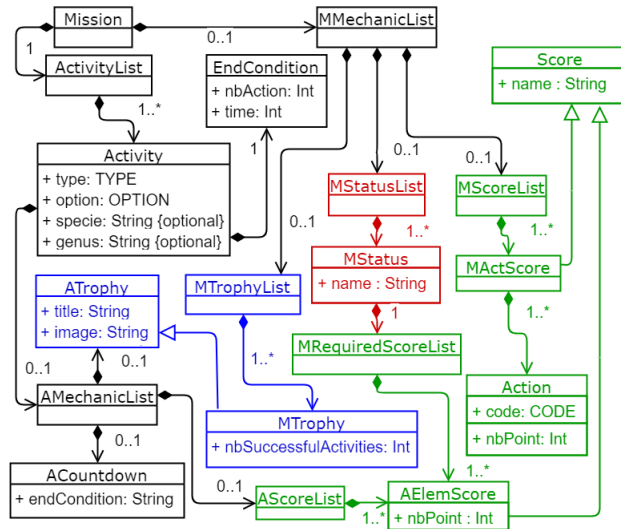 Mission
MMechanicList
0..1
1
ActivityList
EndCondition
+ nbAction: Int
+ time: Int
Score
+ name : String
1..*
Activity
+ type: TYPE
+ option: OPTION
+ specie: String {optional}
+ genus: String {optional}
1
0..1
0..1
0..1
MStatusList
MScoreList
1..*
1..*
MStatus
+ name : String
MActScore
ATrophy
+ title: String
+ image: String
MTrophyList
1
1..*
1..*
MRequiredScoreList
0..1
0..1
AMechanicList
Action
+ code: CODE
+ nbPoint: Int
MTrophy
+ nbSuccessfulActivities: Int
0..1
ACountdown
+ endCondition: String
1..*
0..1
AScoreList
1..*
AElemScore
+ nbPoint : Int